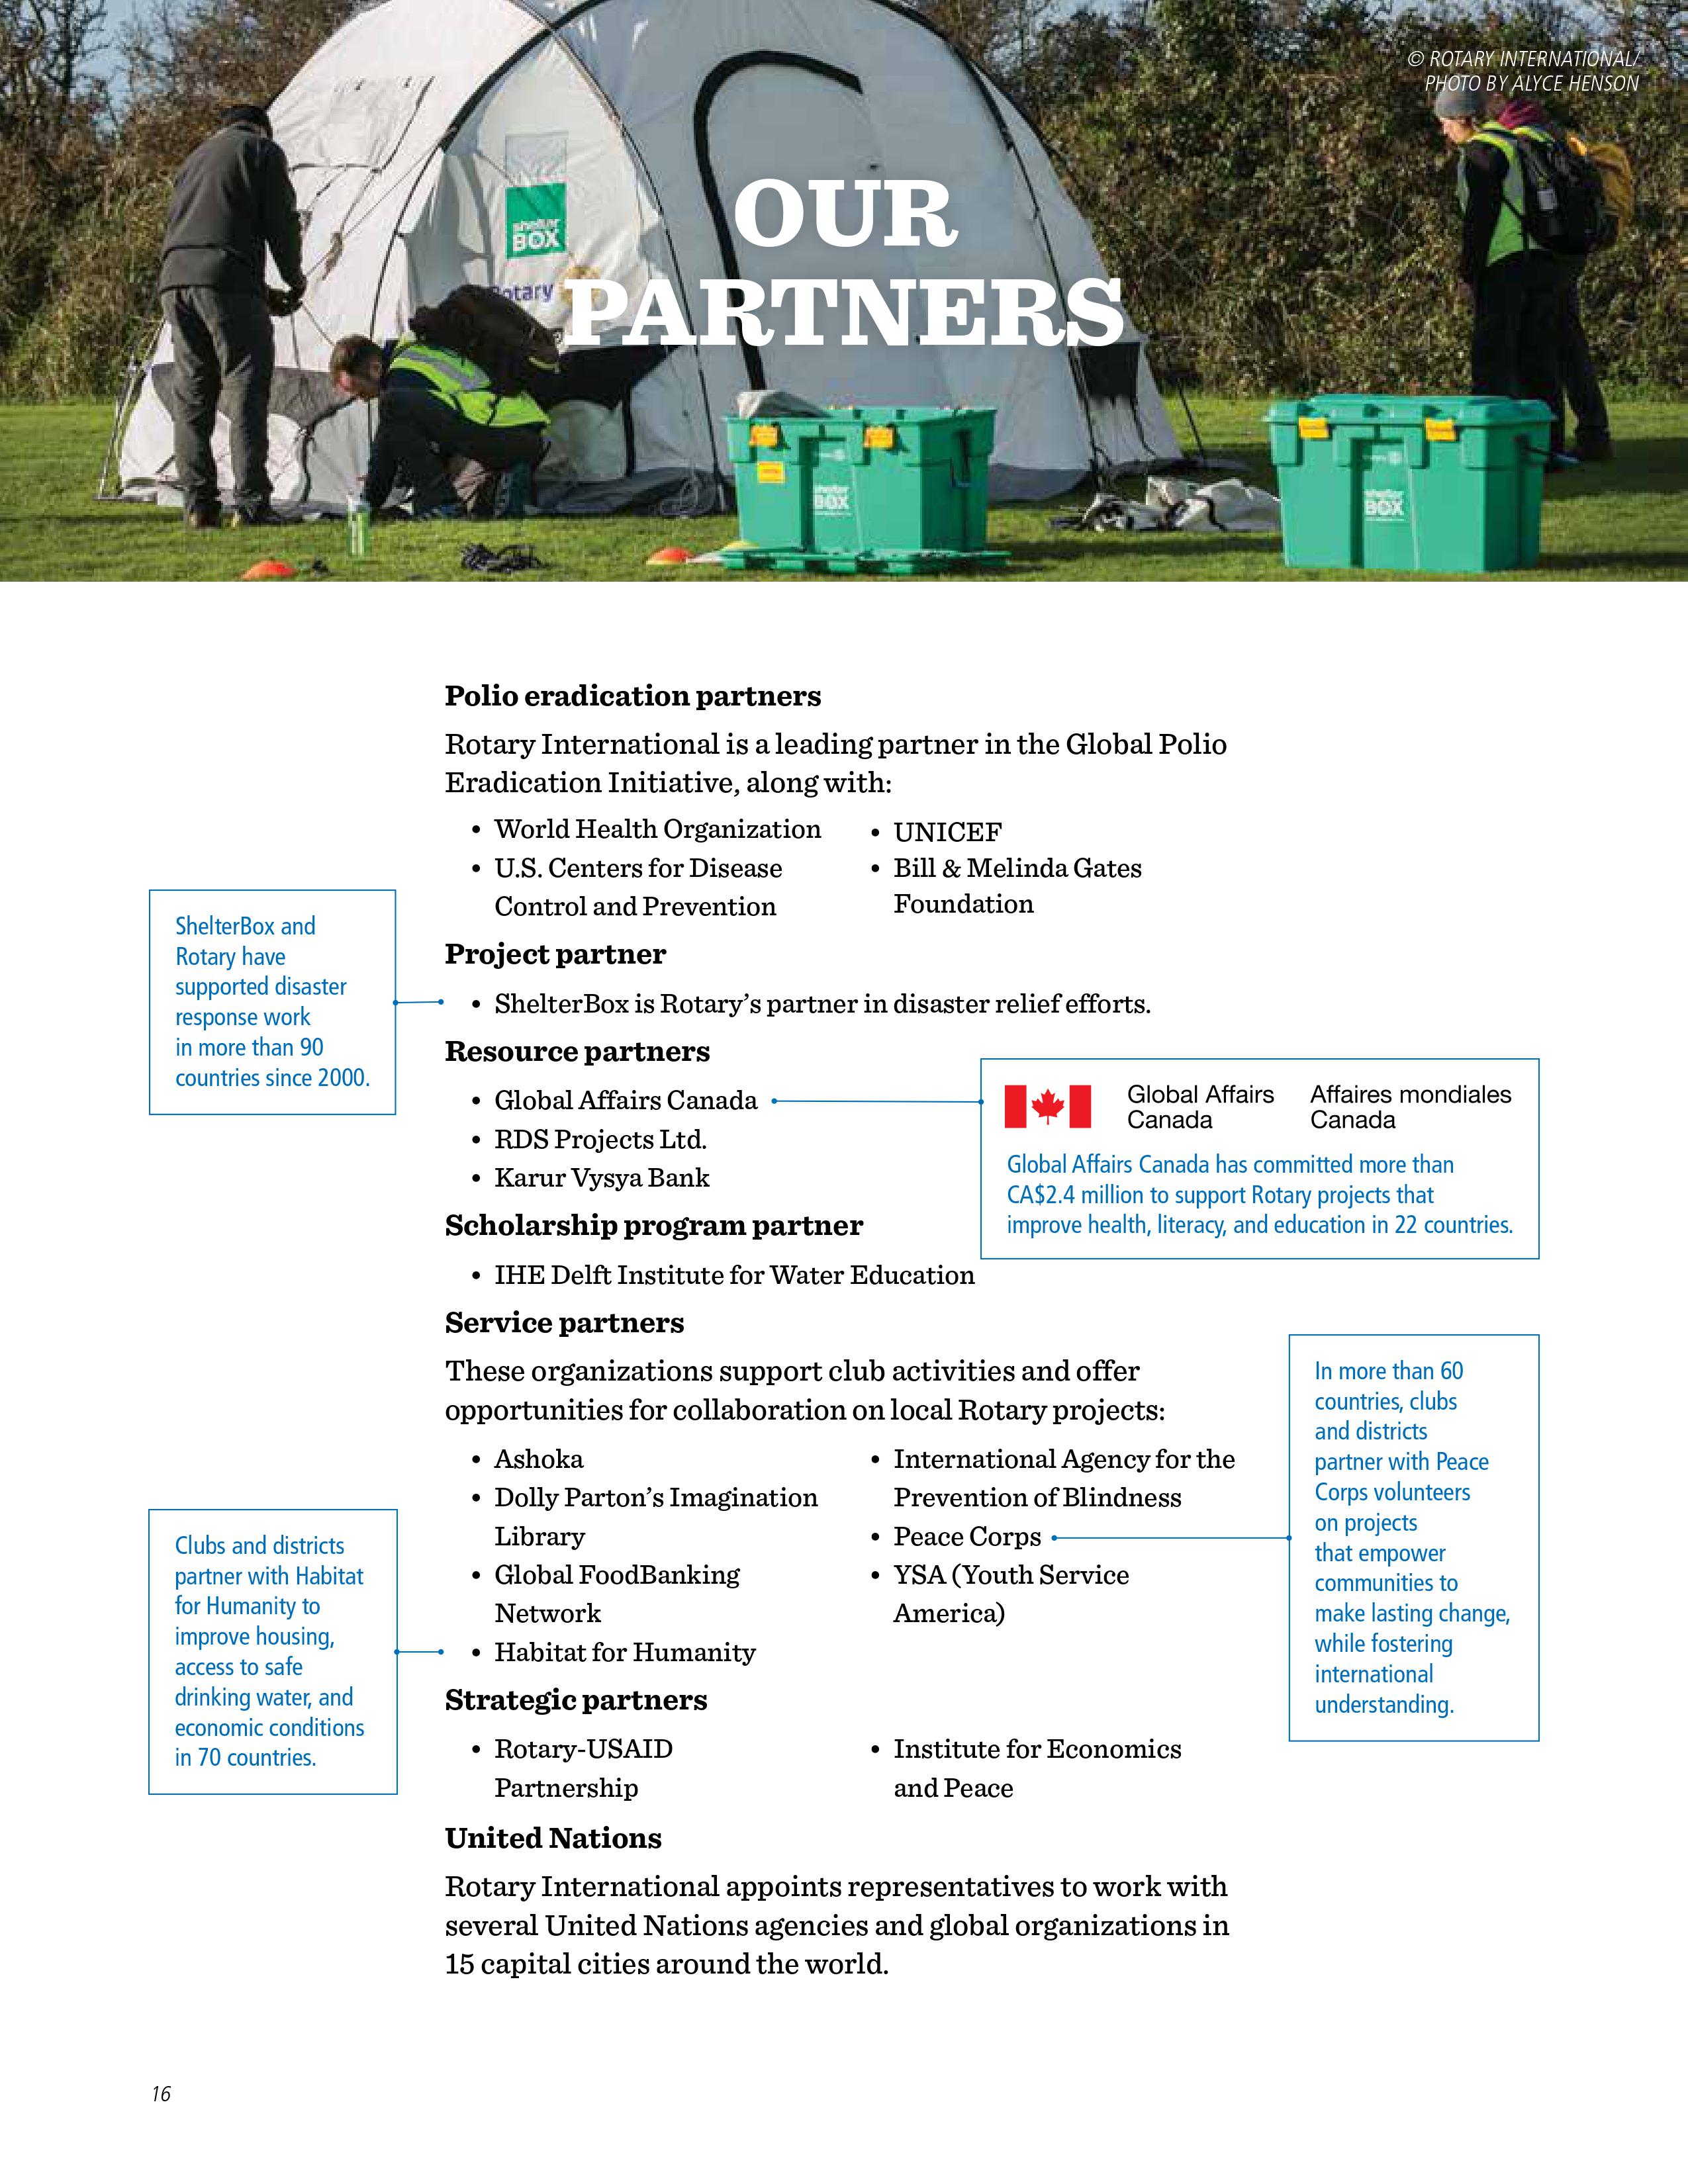 © ROTARY INTERNATIONAL/
PHOTO BY ALYCE HENSON
shelter
BOX
Rotary
OUR
PARTNERS
shelter
BOX
shelter
BOX
Polio eradication partners
Rotary International is a leading partner in the Global Polio
Eradication Initiative, along with:
• World Health Organization
• U.S. Centers for Disease
Control and Prevention
• UNICEF
• Bill & Melinda Gates
Foundation
Project partner
• ShelterBox is Rotary’s partner in disaster relief efforts.
ShelterBox and
Rotary have
supported disaster
response work
in more than 90
countries since 2000.
Resource partners
• Global Affairs Canada
• RDS Projects Ltd.
• Karur Vysya Bank
Global Affairs
Canada
Affaires mondiales
Canada
Global Affairs Canada has committed more than
CA$2.4 million to support Rotary projects that
improve health, literacy, and education in 22 countries.
Scholarship program partner
• IHE Delft Institute for Water Education
Service partners
These organizations support club activities and offer
opportunities for collaboration on local Rotary projects:
• Ashoka
• Dolly Parton’s Imagination
Library
• Global FoodBanking
Network
• Habitat for Humanity
• International Agency for the
Prevention of Blindness
• Peace Corps
• YSA (Youth Service
America)
In more than 60
countries, clubs
and districts
partner with Peace
Corps volunteers
on projects
that empower
communities to
make lasting change,
while fostering
international
understanding.
Clubs and districts
partner with Habitat
for Humanity to
improve housing,
access to safe
drinking water, and
economic conditions
in 70 countries.
Strategic partners
• Rotary-USAID
Partnership
• Institute for Economics
and Peace
United Nations
Rotary International appoints representatives to work with
several United Nations agencies and global organizations in
15 capital cities around the world.
16